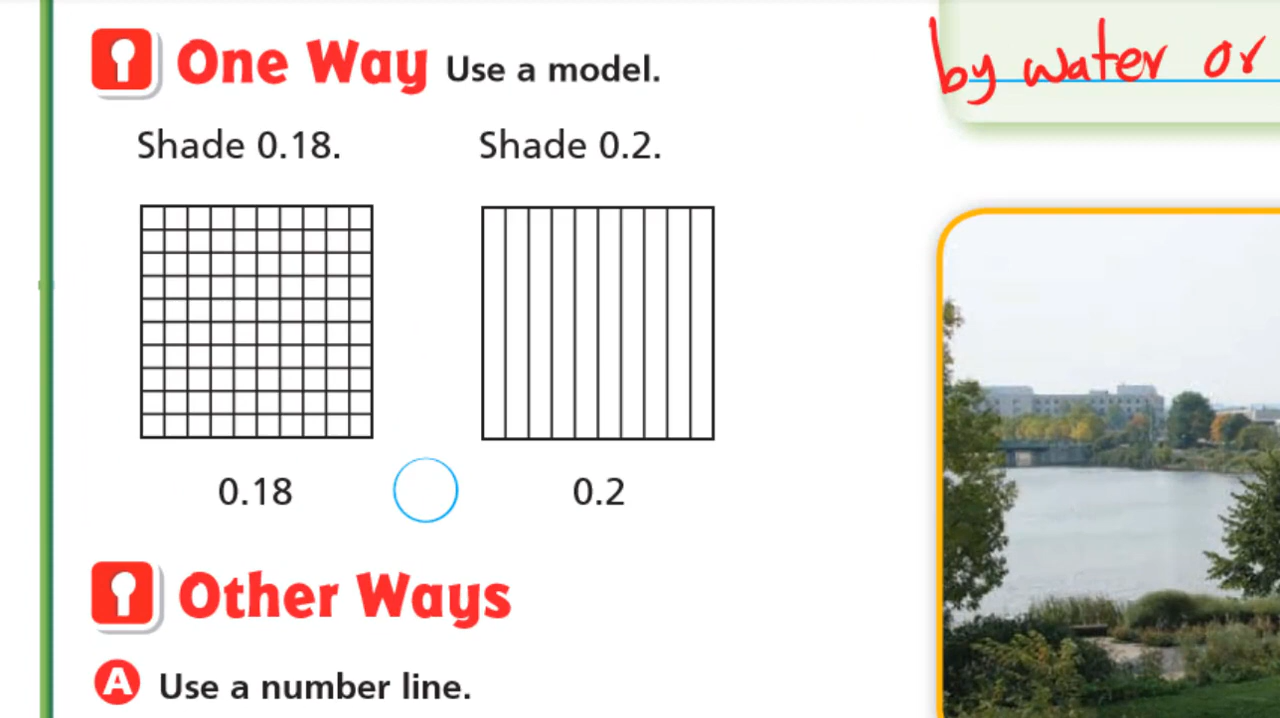 One Way Use a model.
by water or
Shade 0.18.
Shade 0.2.
0.18
0.2
Other Ways
A Use a number line.